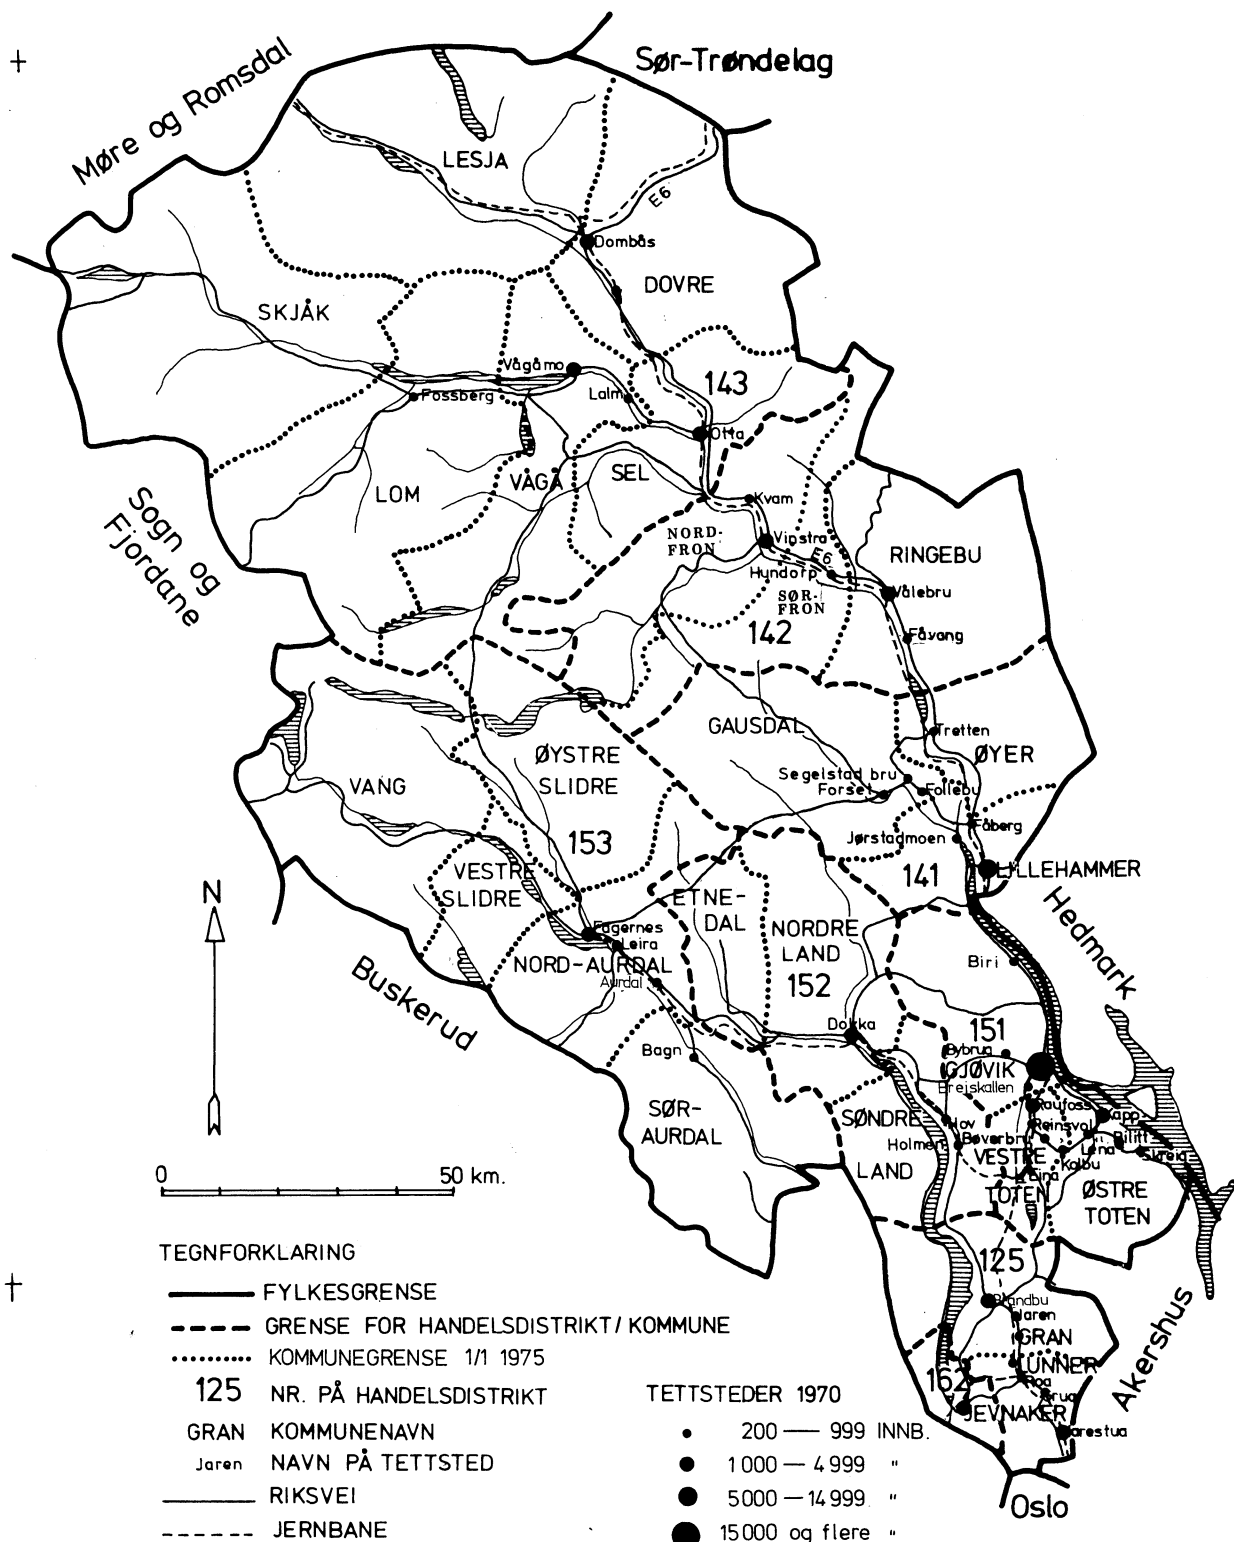 Møre og Romsdal
Sør-Trøndelag
LESJA
E6
Dombås
DOVRE
SKJÅK
Vågåmo
143
Fossberg
Lalm
Otta
SEL
VÅGÅ
LOM
Kvam
Sogn og
Fjordane
NORD-
FRON
Vinstra
E6
RINGEBU
Hundorp
SØR-
FRON
Vålebru
142
Fåvang
GAUSDAL
Tretten
ØYSTRE
SLIDRE
ØYER
VANG
Segelstad bru
Forset
Follebu
Fåberg
153
Jørstadmoen
VESTRE
SLIDRE
141
LILLEHAMMER
N
ETNE-
DAL
Hedmark
Fagernes
NORDRE
LAND
Leira
NORD-AURDAL
Biri
Buskerud
Aurdal
152
Dokka
151
Bagn
Bybrua
GJØVIK
Breiskallen
SØR-
AURDAL
SØNDRE
LAND
Raufoss
Kapp
Hov
Reinsvol
Holmen
Bøverbru
Lena
Bilitt
Skreia
VESTRE
TOTEN
Kolbu
Eina
ØSTRE
TOTEN
0
50 km.
125
TEGNFORKLARING
FYLKESGRENSE
Brandbu
Jaren
GRENSE FOR HANDELSDISTRIKT/KOMMUNE
GRAN
Akershus
KOMMUNEGRENSE 1/1 1975
LUNNER
162
Roa
125 NR. PÅ HANDELSDISTRIKT
TETTSTEDER 1970
Grua
JEVNAKER
GRAN KOMMUNENAVN
200 — 999 INNB.
Harestua
Jaren NAVN PÅ TETTSTED
1000 — 4999 "
RIKSVEI
5000 — 14999 "
Oslo
JERNBANE
15000 og flere "